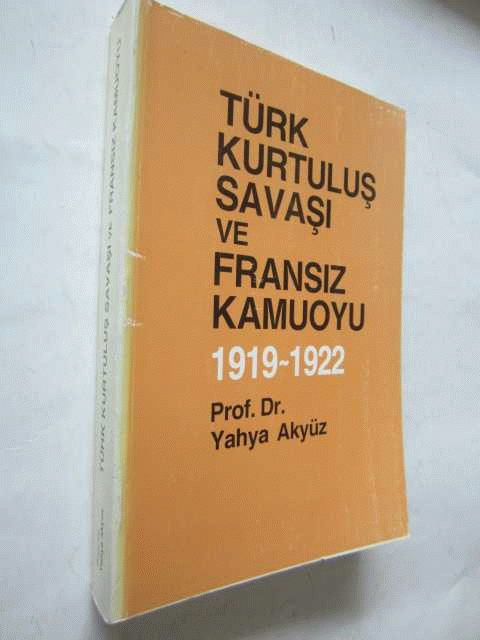 TÜRK
KURTULUŞ
SAVAŞI
VE
FRANSIZ
KAMUOYU
1919~1922
Prof. Dr.
Yahya Akyüz
TÜRK KURTULUŞ SAVAŞI VE FRANSIZ KAMUOYU